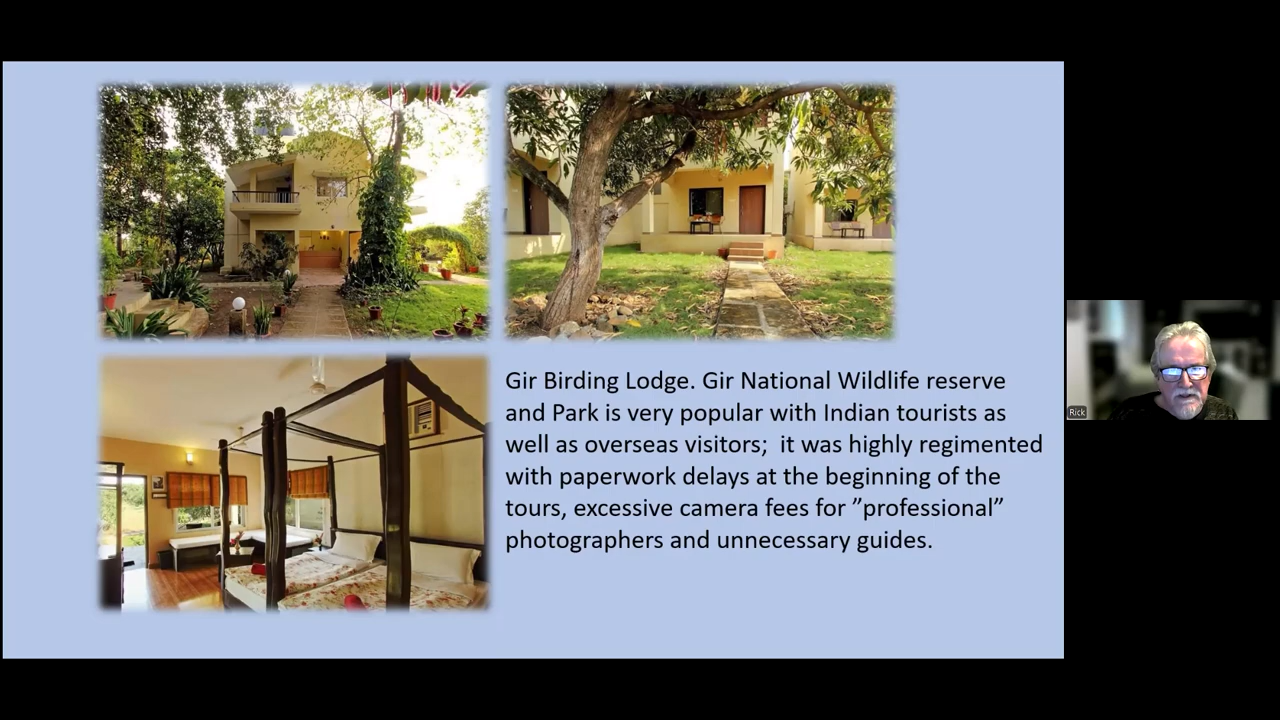 Gir Birding Lodge. Gir National Wildlife reserve
and Park is very popular with Indian tourists as
well as overseas visitors;  it was highly regimented
with paperwork delays at the beginning of the
tours, excessive camera fees for ”professional”
photographers and unnecessary guides.
Rick